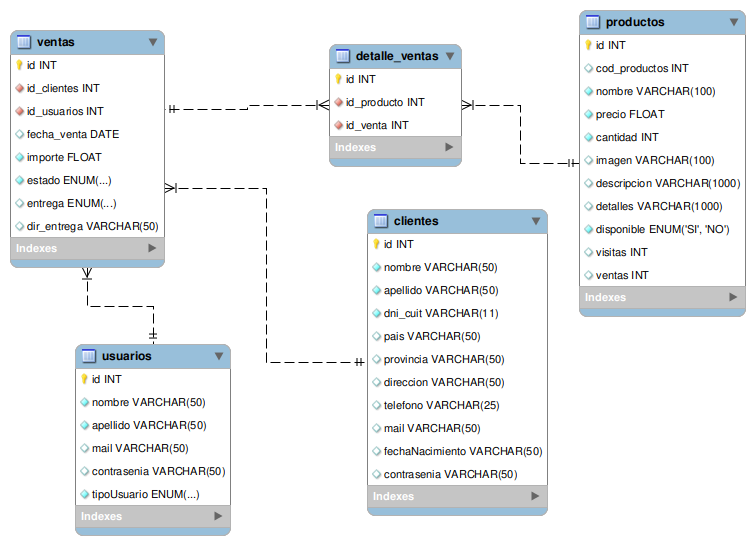 ventas
id INT
id_clientes INT
id_usuarios INT
fecha_venta DATE
importe FLOAT
estado ENUM(...)
entrega ENUM(...)
dir_entrega VARCHAR(50)
Indexes
detalle_ventas
id INT
id_producto INT
id_venta INT
Indexes
productos
id INT
cod_productos INT
nombre VARCHAR(100)
precio FLOAT
cantidad INT
imagen VARCHAR(100)
descripcion VARCHAR(1000)
detalles VARCHAR(1000)
disponible ENUM('SI', 'NO')
visitas INT
ventas INT
Indexes
clientes
id INT
nombre VARCHAR(50)
apellido VARCHAR(50)
dni_cuit VARCHAR(11)
pais VARCHAR(50)
provincia VARCHAR(50)
direccion VARCHAR(50)
telefono VARCHAR(25)
mail VARCHAR(50)
fechaNacimiento VARCHAR(50)
contrasenia VARCHAR(50)
Indexes
usuarios
id INT
nombre VARCHAR(50)
apellido VARCHAR(50)
mail VARCHAR(50)
contrasenia VARCHAR(50)
tipoUsuario ENUM(...)
Indexes